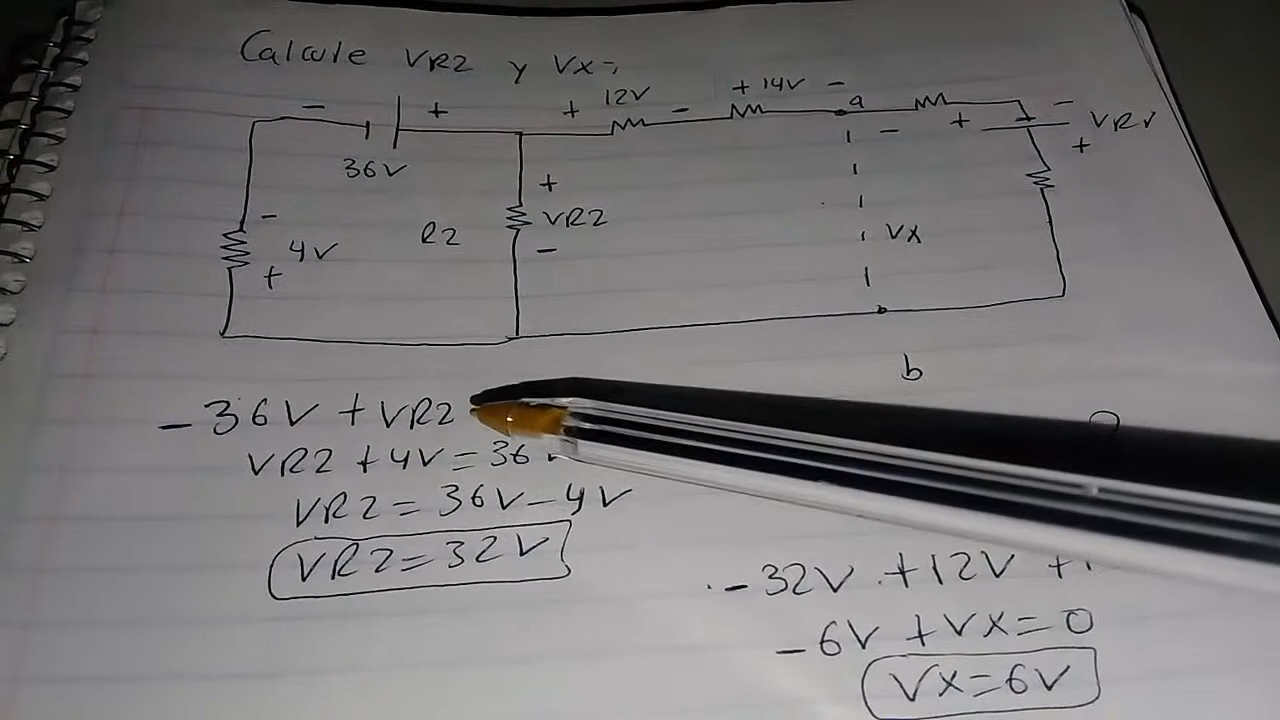 Calcule VR2 y VX=,
- + + 12V - + 14V - a - VRV
36V + - +
+ VR2 -
- 4V + R2 VX
b
-36V + VR2
VR2 + 4V = 36
VR2 = 36V - 4V
VR2 = 32V
-32V + 12V +
-6V + VX = 0
VX = 6V